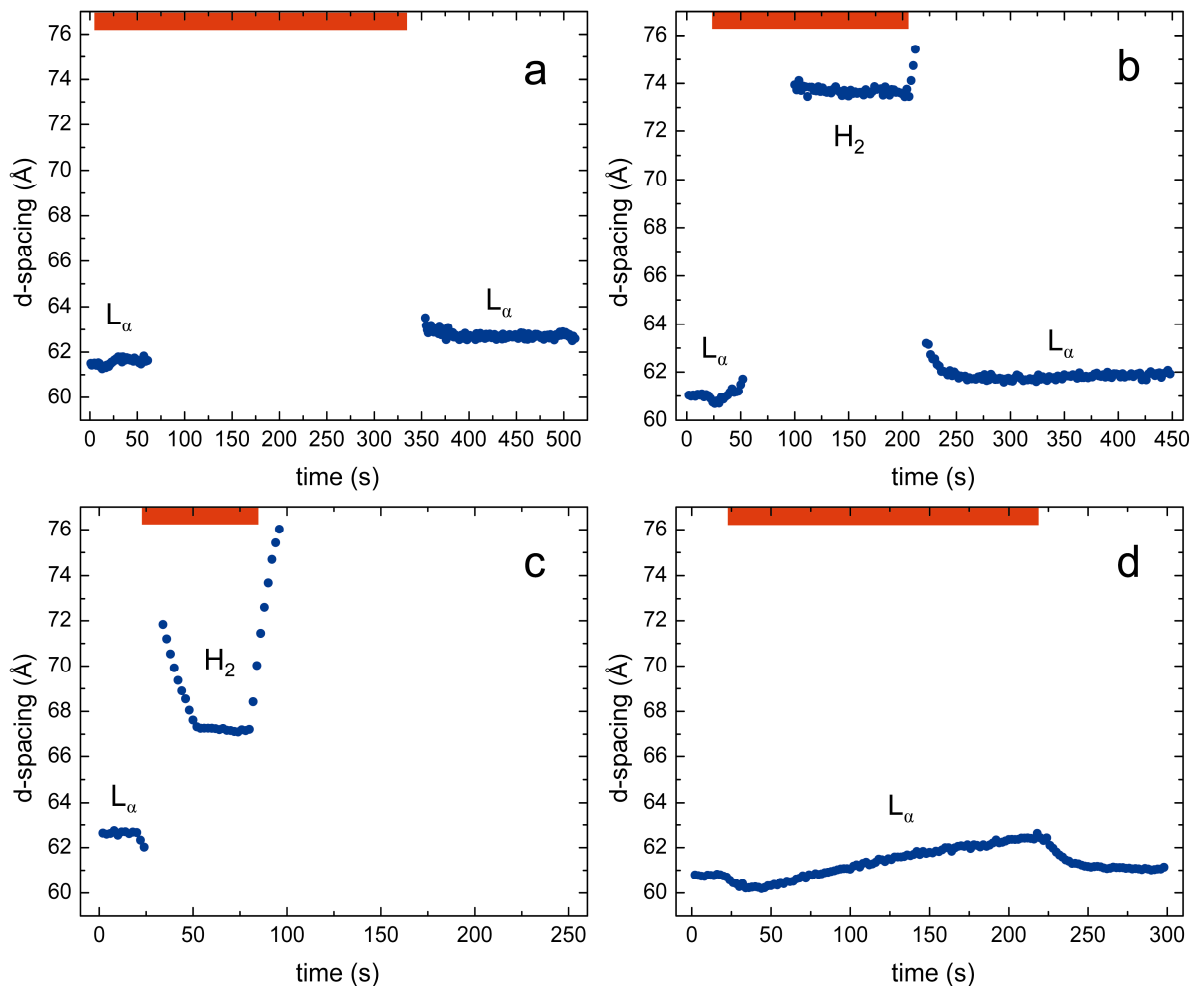 a
76
74
72
70
68
66
64
62
60
d-spacing (Å)
Lα
Lα
0 50 100 150 200 250 300 350 400 450 500
time (s)
b
76
74
72
70
68
66
64
62
60
d-spacing (Å)
H2
Lα
Lα
0 50 100 150 200 250 300 350 400 450
time (s)
c
76
74
72
70
68
66
64
62
60
d-spacing (Å)
H2
Lα
0 50 100 150 200 250
time (s)
d
76
74
72
70
68
66
64
62
60
d-spacing (Å)
Lα
0 50 100 150 200 250 300
time (s)